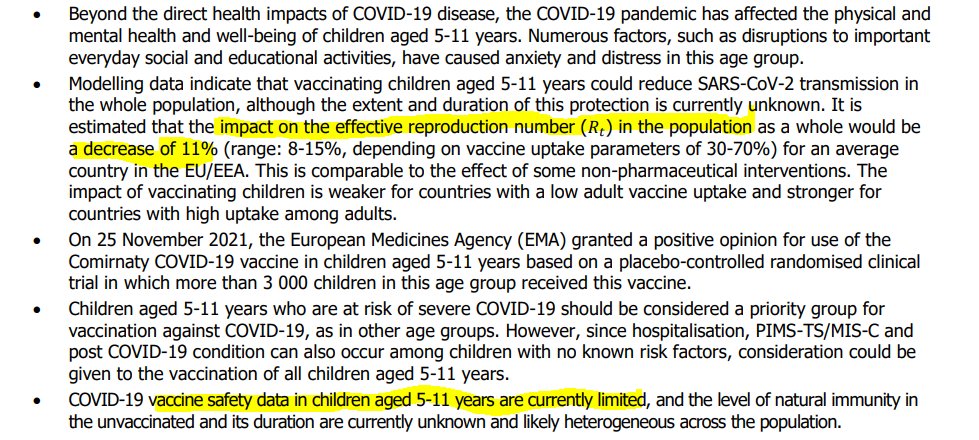 • Beyond the direct health impacts of COVID-19 disease, the COVID-19 pandemic has affected the physical and
mental health and well-being of children aged 5-11 years. Numerous factors, such as disruptions to important
everyday social and educational activities, have caused anxiety and distress in this age group.
• Modelling data indicate that vaccinating children aged 5-11 years could reduce SARS-CoV-2 transmission in
the whole population, although the extent and duration of this protection is currently unknown. It is
estimated that the impact on the effective reproduction number (Rₜ) in the population as a whole would be
a decrease of 11% (range: 8-15%, depending on vaccine uptake parameters of 30-70%) for an average
country in the EU/EEA. This is comparable to the effect of some non-pharmaceutical interventions. The
impact of vaccinating children is weaker for countries with a low adult vaccine uptake and stronger for
countries with high uptake among adults.
• On 25 November 2021, the European Medicines Agency (EMA) granted a positive opinion for use of the
Comirnaty COVID-19 vaccine in children aged 5-11 years based on a placebo-controlled randomised clinical
trial in which more than 3 000 children in this age group received this vaccine.
• Children aged 5-11 years who are at risk of severe COVID-19 should be considered a priority group for
vaccination against COVID-19, as in other age groups. However, since hospitalisation, PIMS-TS/MIS-C and
post COVID-19 condition can also occur among children with no known risk factors, consideration could be
given to the vaccination of all children aged 5-11 years.
• COVID-19 vaccine safety data in children aged 5-11 years are currently limited, and the level of natural immunity in
the unvaccinated and its duration are currently unknown and likely heterogeneous across the population.